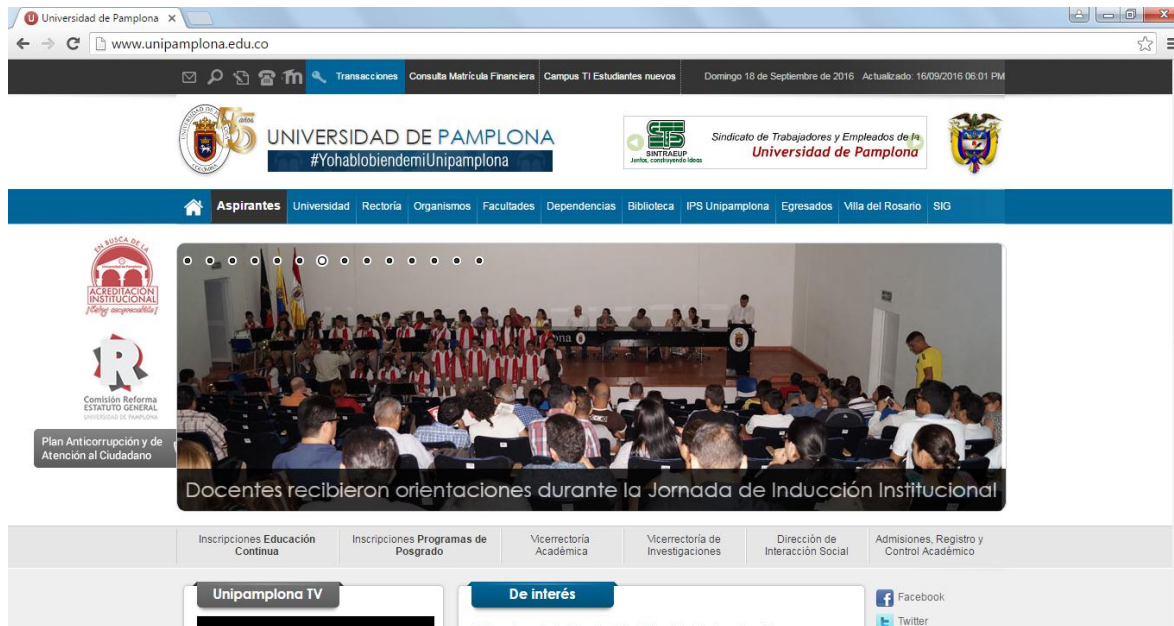 Universidad de Pamplona
www.unipamplona.edu.co
Transacciones
Consulta Matrícula Financiera
Campus TI Estudiantes nuevos
Domingo 18 de Septiembre de 2016
Actualizado: 16/09/2016 06:01 PM
años
UNIVERSIDAD DE PAMPLONA
#YohablobiendemiUnipamplona
SINTRAEUP
Juntos, construyendo ideas
Sindicato de Trabajadores y Empleados de la
Universidad de Pamplona
Aspirantes
Universidad
Rectoría
Organismos
Facultades
Dependencias
Biblioteca
IPS Unipamplona
Egresados
Villa del Rosario
SIG
EN BUSCA DE LA
ACREDITACIÓN
INSTITUCIONAL
Comisión Reforma
ESTATUTO GENERAL
UNIVERSIDAD DE PAMPLONA
Plan Anticorrupción y de
Atención al Ciudadano
Docentes recibieron orientaciones durante la Jornada de Inducción Institucional
Inscripciones Educación
Continua
Inscripciones Programas de
Posgrado
Vicerrectoría
Académica
Vicerrectoría de
Investigaciones
Dirección de
Interacción Social
Admisiones, Registro y
Control Académico
Unipamplona TV
De interés
Facebook
Twitter